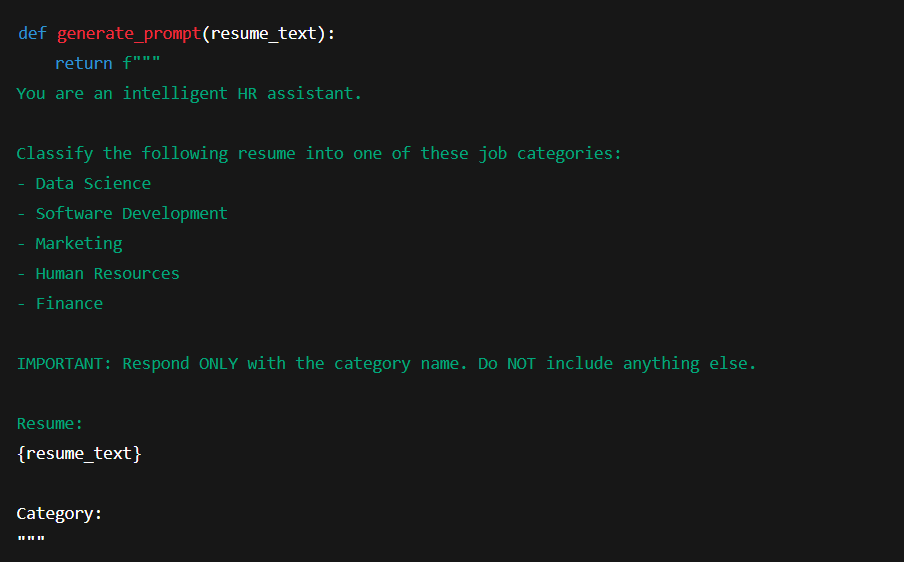 def generate_prompt(resume_text):
    return f"""
You are an intelligent HR assistant.

Classify the following resume into one of these job categories:
- Data Science
- Software Development
- Marketing
- Human Resources
- Finance

IMPORTANT: Respond ONLY with the category name. Do NOT include anything else.

Resume:
{resume_text}

Category:
"""